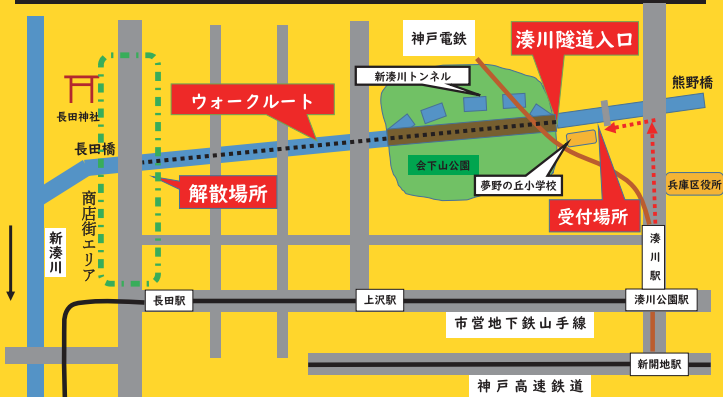 神戸電鉄
湊川隧道入口
熊野橋
新湊川トンネル
ウォークルート
長田神社
長田橋
会下山公園
夢野の丘小学校
解散場所
受付場所
兵庫区役所
商店街エリア
新湊川
湊川駅
長田駅
上沢駅
湊川公園駅
市営地下鉄山手線
新開地駅
神戸高速鉄道